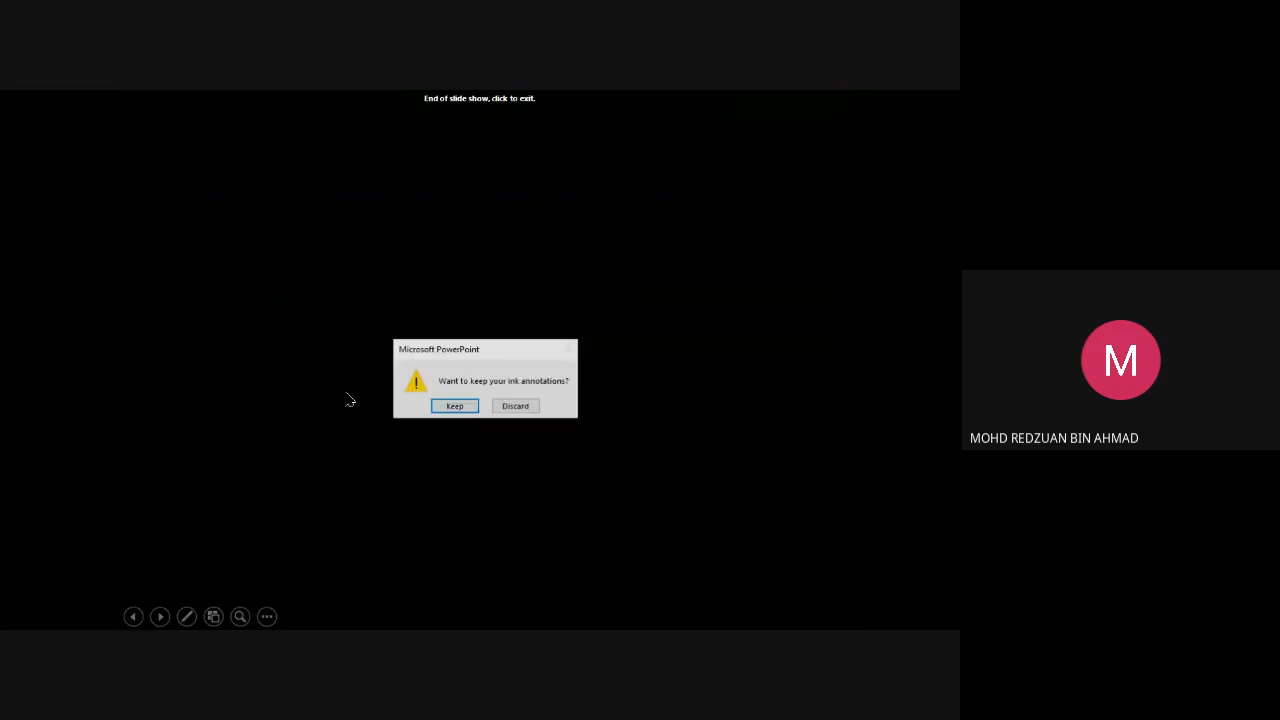 End of slide show, click to exit.
Microsoft PowerPoint
Want to keep your ink annotations?
Keep
Discard
M
MOHD REDZUAN BIN AHMAD